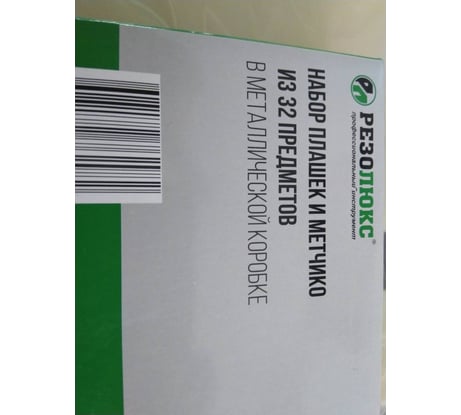 РЕЗОЛЮКС®
профессиональный инструмент
НАБОР ПЛАШЕК И МЕТЧИКО
ИЗ 32 ПРЕДМЕТОВ
В МЕТАЛЛИЧЕСКОЙ КОРОБКЕ